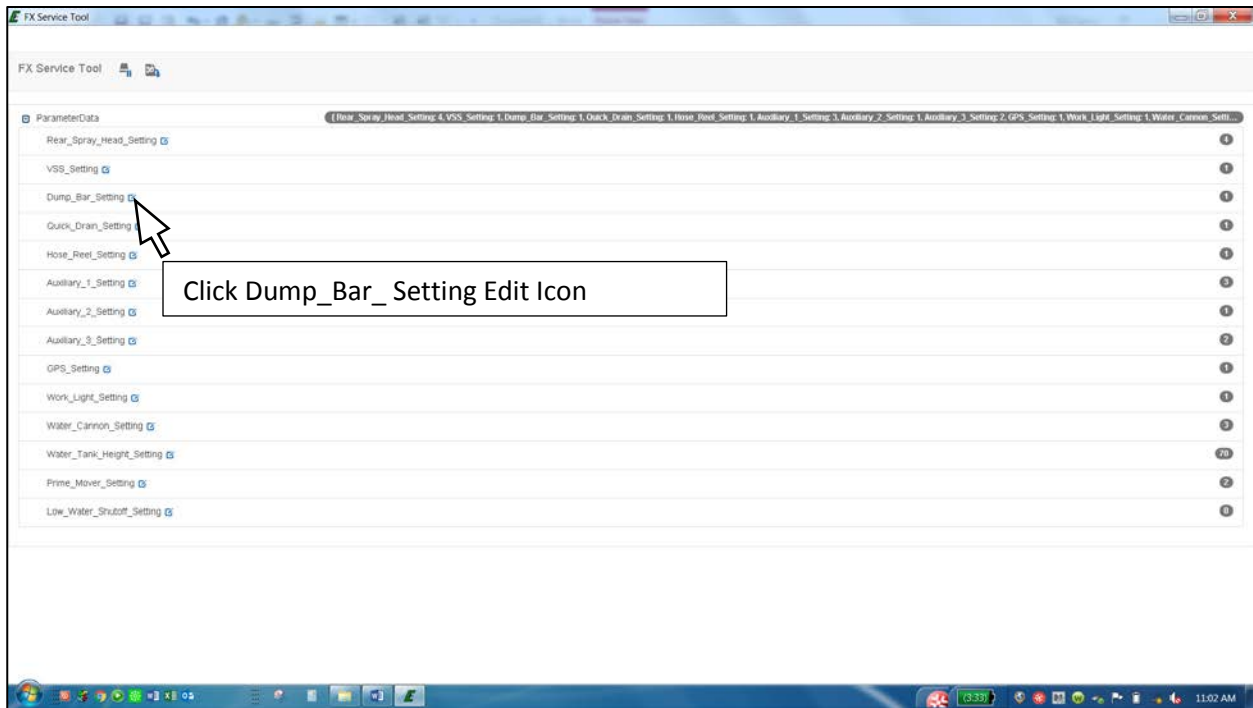 FX Service Tool
FX Service Tool
ParameterData
{ Rear_Spray_Head_Setting: 4, VSS_Setting: 1, Dump_Bar_Setting: 1, Quick_Drain_Setting: 1, Hose_Reel_Setting: 1, Auxiliary_1_Setting: 3, Auxiliary_2_Setting: 1, Auxiliary_3_Setting: 2, GPS_Setting: 1, Work_Light_Setting: 1, Water_Cannon_Setti...
Rear_Spray_Head_Setting 4
VSS_Setting 1
Dump_Bar_Setting 1
Quick_Drain_Setting 1
Hose_Reel_Setting 1
Click Dump_Bar_ Setting Edit Icon
Auxiliary_1_Setting 3
Auxiliary_2_Setting 1
Auxiliary_3_Setting 2
GPS_Setting 1
Work_Light_Setting 1
Water_Cannon_Setting 3
Water_Tank_Height_Setting 70
Prime_Mover_Setting 2
Low_Water_Shutoff_Setting 0
(3:33) 11:02 AM